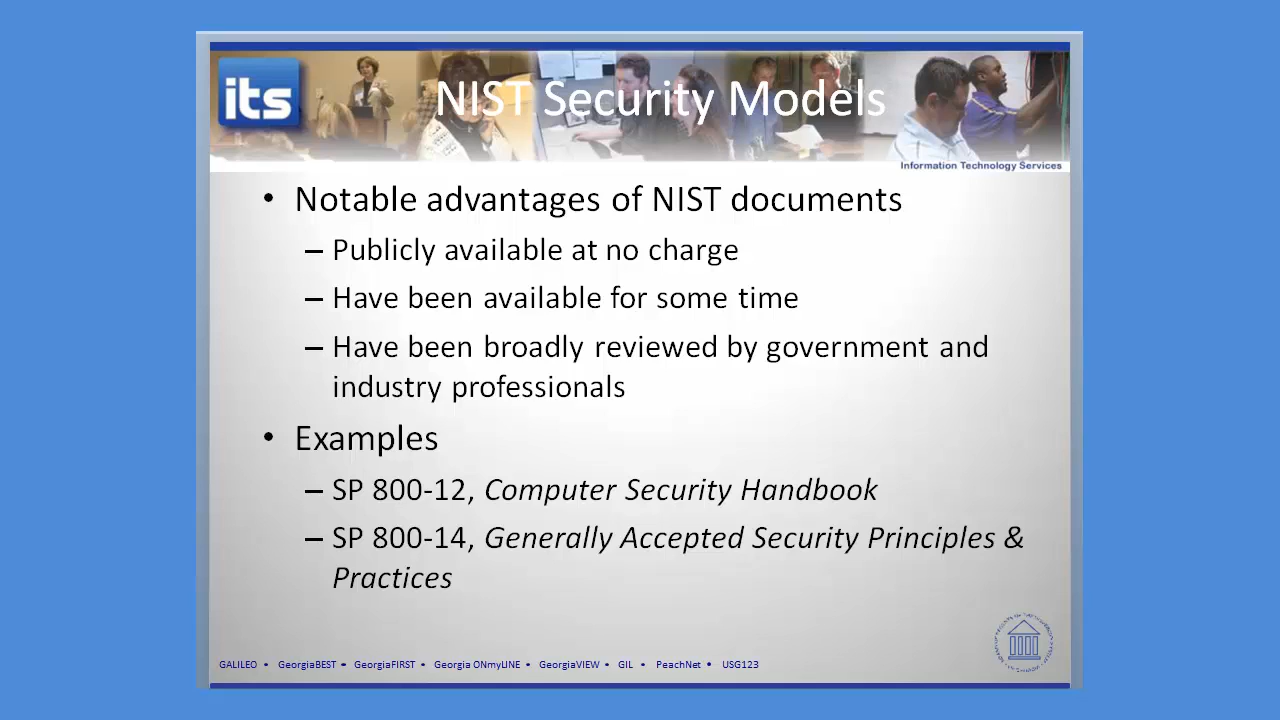 its
NIST Security Models
Information Technology Services
• Notable advantages of NIST documents
– Publicly available at no charge
– Have been available for some time
– Have been broadly reviewed by government and
industry professionals
• Examples
– SP 800-12, Computer Security Handbook
– SP 800-14, Generally Accepted Security Principles &
Practices
GALILEO • GeorgiaBEST • GeorgiaFIRST • Georgia ONmyLINE • GeorgiaVIEW • GIL • PeachNet • USG123